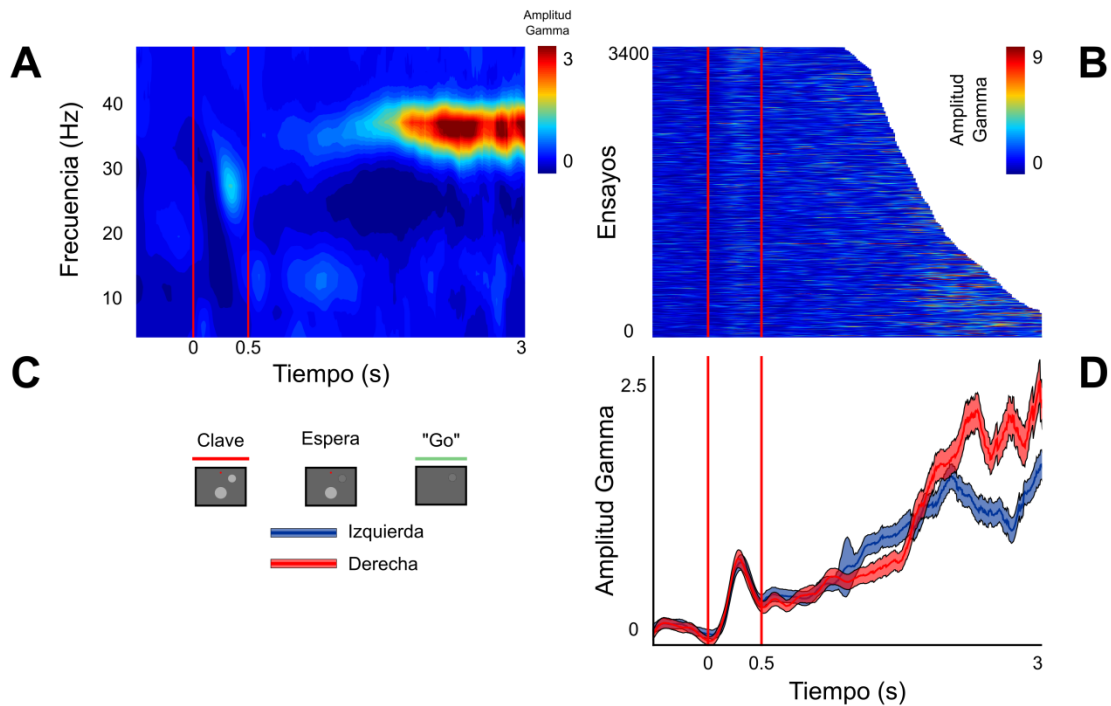 A
Amplitud
Gamma
3
0
Frecuencia (Hz)
40
30
20
10
0
0.5
3
Tiempo (s)
B
3400
Ensayos
0
Amplitud
Gamma
9
0
C
Clave
Espera
"Go"
Izquierda
Derecha
D
2.5
Amplitud Gamma
0
0
0.5
3
Tiempo (s)